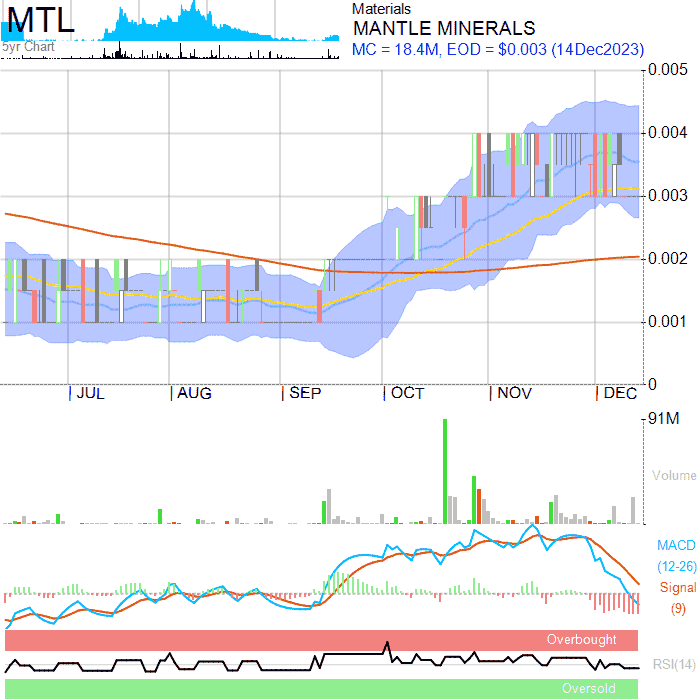 MTL
5yr Chart
Materials
MANTLE MINERALS
MC = 18.4M, EOD = $0.003 (14Dec2023)
0.005
0.004
0.003
0.002
0.001
0
JUL AUG SEP OCT NOV DEC
91M
Volume
MACD
(12-26)
Signal
(9)
Overbought
RSI(14)
Oversold